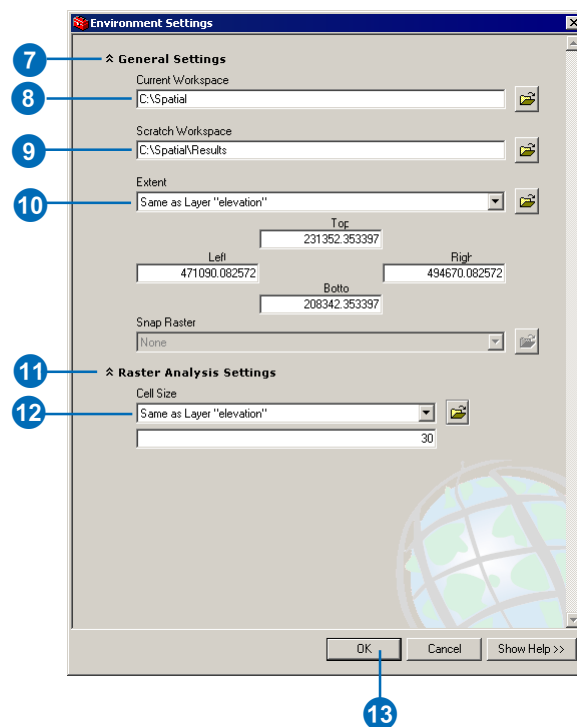 Environment Settings
7 General Settings
Current Workspace
8 C:\Spatial
Scratch Workspace
9 C:\Spatial\Results
Extent
10 Same as Layer "elevation"
Top
231352.353397
Left Righ
471090.082572 494670.082572
Botto
208342.353397
Snap Raster
None
11 Raster Analysis Settings
Cell Size
12 Same as Layer "elevation"
30
OK Cancel Show Help >>
13